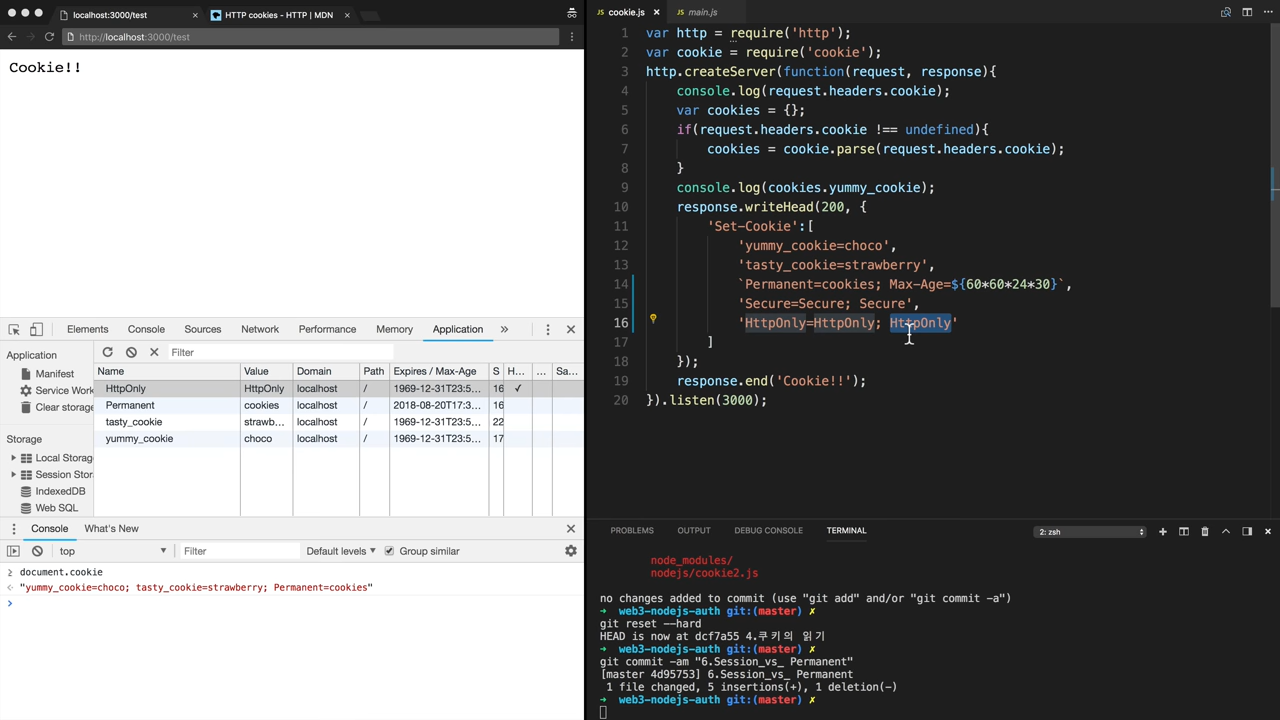 localhost:3000/test
HTTP cookies - HTTP | MDN
http://localhost:3000/test
Cookie!!
Elements Console Sources Network Performance Memory Application »
Application
Manifest
Service Work
Clear storage
Storage
Local Storag
Session Stor
IndexedDB
Web SQL
Filter
Name Value Domain Path Expires / Max-Age S H... ... Sa...
HttpOnly HttpOnly localhost / 1969-12-31T23:5... 16 ✓
Permanent cookies localhost / 2018-08-20T17:3... 16
tasty_cookie strawb... localhost / 1969-12-31T23:5... 22
yummy_cookie choco localhost / 1969-12-31T23:5... 17
Console What's New
top Filter Default levels ▼ Group similar
document.cookie
"yummy_cookie=choco; tasty_cookie=strawberry; Permanent=cookies"
JS cookie.js JS main.js
1 var http = require('http');
2 var cookie = require('cookie');
3 http.createServer(function(request, response){
4 console.log(request.headers.cookie);
5 var cookies = {};
6 if(request.headers.cookie !== undefined){
7 cookies = cookie.parse(request.headers.cookie);
8 }
9 console.log(cookies.yummy_cookie);
10 response.writeHead(200, {
11 'Set-Cookie':[
12 'yummy_cookie=choco',
13 'tasty_cookie=strawberry',
14 `Permanent=cookies; Max-Age=${60*60*24*30}`,
15 'Secure=Secure; Secure',
16 'HttpOnly=HttpOnly; HttpOnly'
17 ]
18 });
19 response.end('Cookie!!');
20 }).listen(3000);
PROBLEMS OUTPUT DEBUG CONSOLE TERMINAL 2: zsh
node_modules/
nodejs/cookie2.js
no changes added to commit (use "git add" and/or "git commit -a")
➜ web3-nodejs-auth git:(master) ✗
git reset --hard
HEAD is now at dcf7a55 4.쿠키의 읽기
➜ web3-nodejs-auth git:(master) ✗
git commit -am "6.Session_vs_ Permanent"
[master 4d95753] 6.Session_vs_ Permanent
1 file changed, 5 insertions(+), 1 deletion(-)
➜ web3-nodejs-auth git:(master) ✗